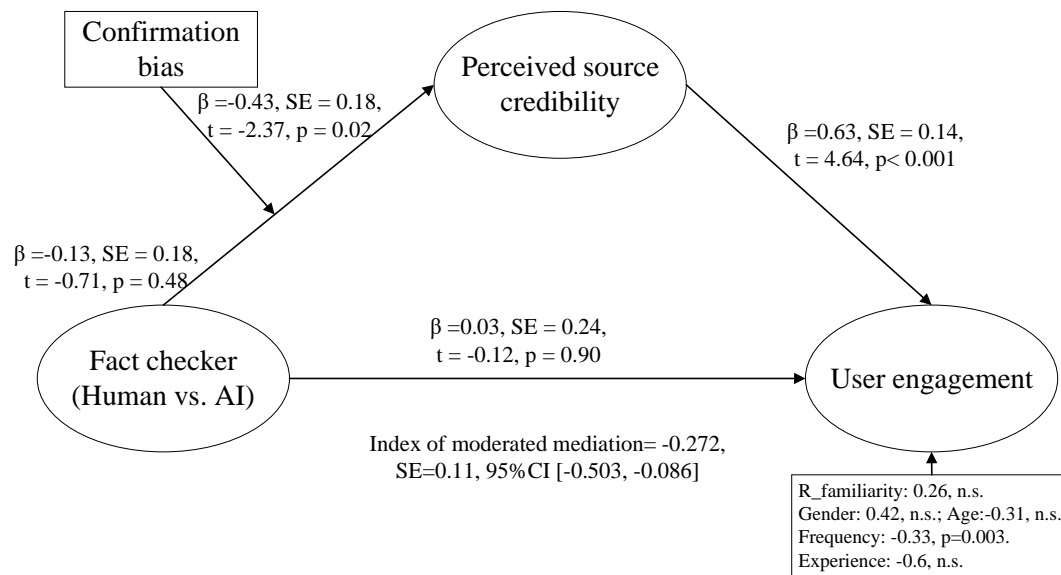 Confirmation
bias
Perceived source
credibility
β =-0.43, SE = 0.18,
t = -2.37, p = 0.02
β=0.63, SE = 0.14,
t = 4.64, p< 0.001
β =-0.13, SE = 0.18,
t = -0.71, p = 0.48
β=0.03, SE = 0.24,
t = -0.12, p = 0.90
Fact checker
(Human vs. AI)
User engagement
Index of moderated mediation= -0.272,
SE=0.11, 95%CI [-0.503, -0.086]
R_familiarity: 0.26, n.s.
Gender: 0.42, n.s.; Age:-0.31, n.s.
Frequency: -0.33, p=0.003.
Experience: -0.6, n.s.